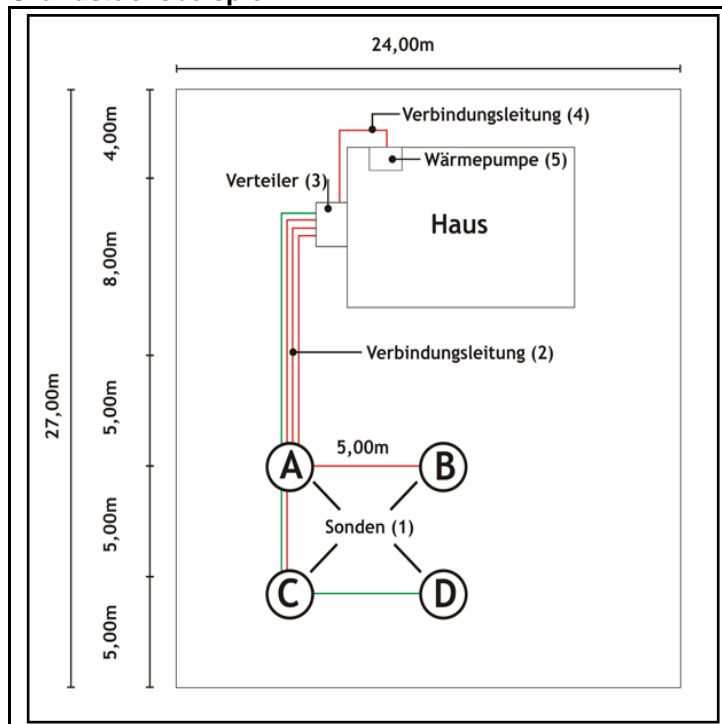 24,00m
Verbindungsleitung (4)
4,00m
Wärmepumpe (5)
Verteiler (3)
Haus
8,00m
Verbindungsleitung (2)
27,00m
5,00m
5,00m
A
B
Sonden (1)
5,00m
C
D
5,00m